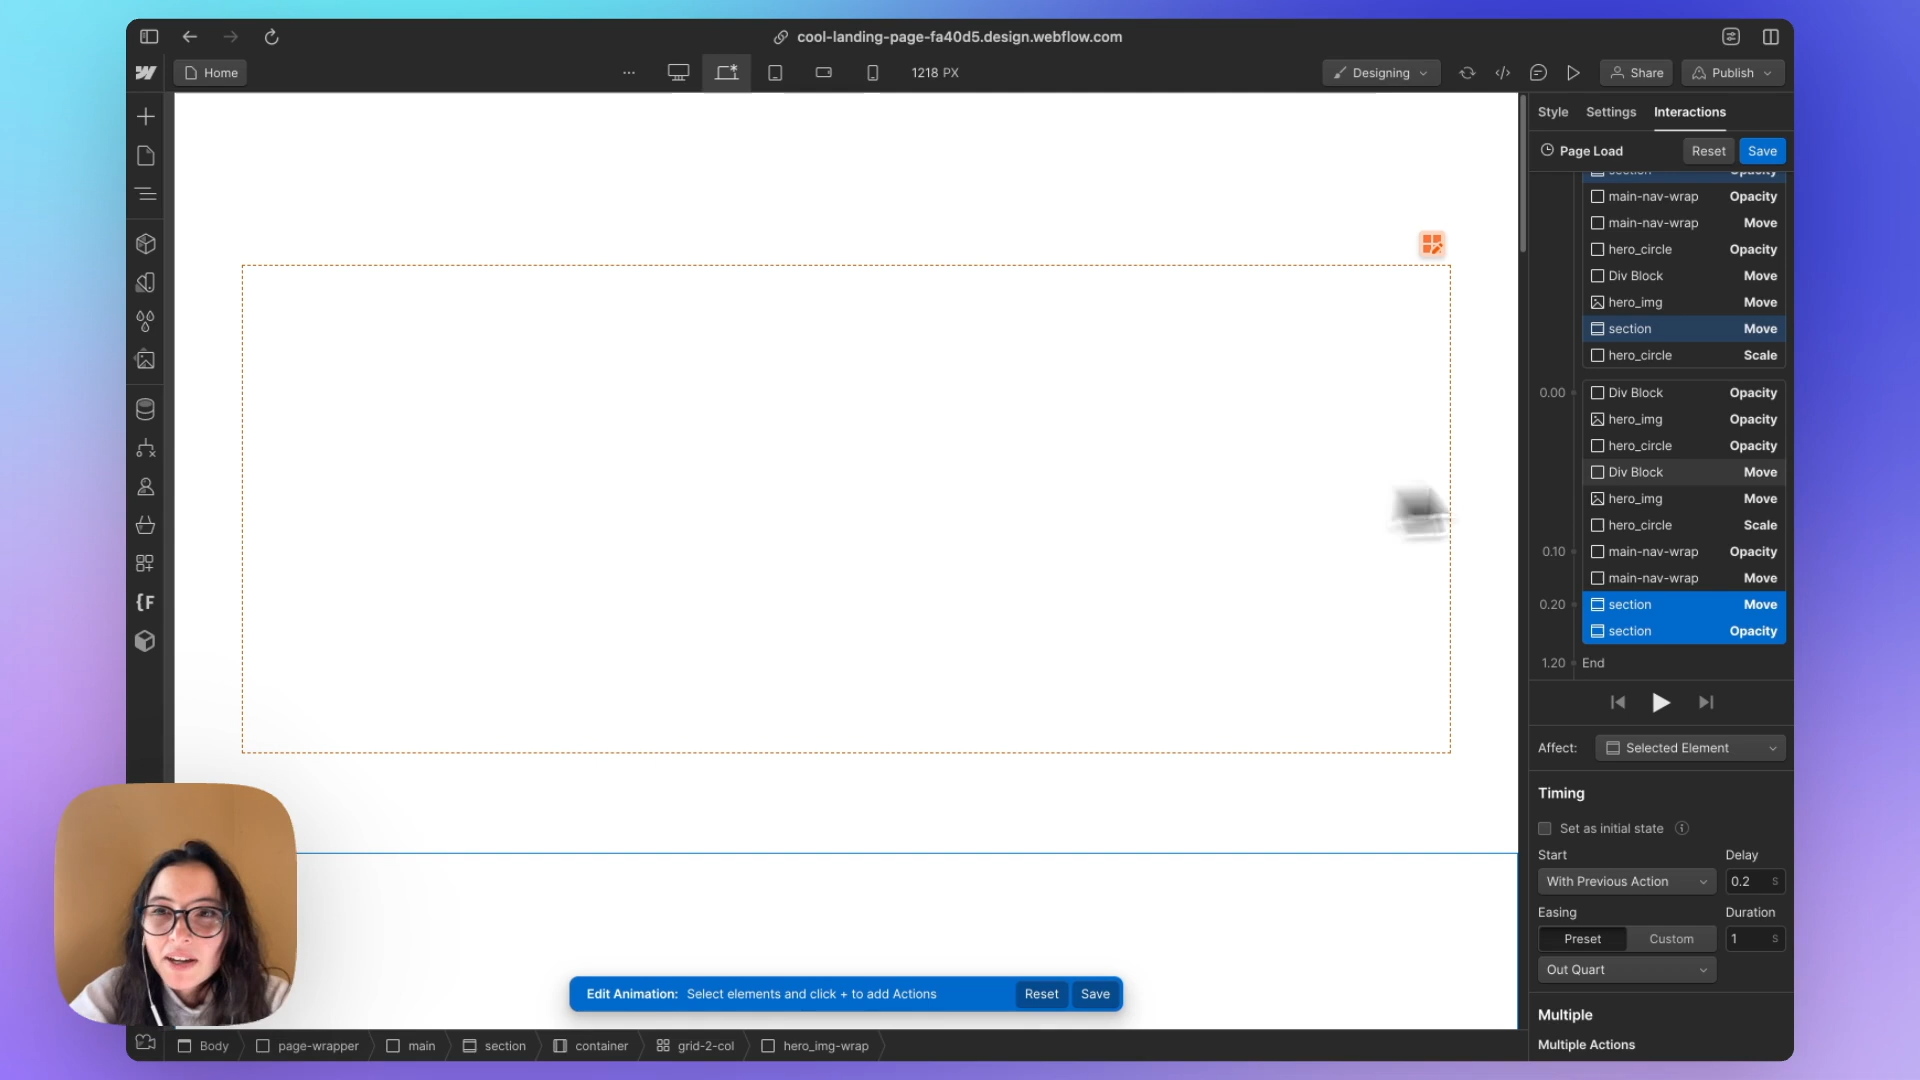 cool-landing-page-fa40d5.design.webflow.com
Home
1218 PX
Designing
Share
Publish
Style Settings Interactions
Page Load Reset Save
section Opacity
main-nav-wrap Opacity
main-nav-wrap Move
hero_circle Opacity
Div Block Move
hero_img Move
section Move
hero_circle Scale
0.00 Div Block Opacity
hero_img Opacity
hero_circle Opacity
Div Block Move
hero_img Move
hero_circle Scale
0.10 main-nav-wrap Opacity
main-nav-wrap Move
0.20 section Move
section Opacity
1.20 End
Affect: Selected Element
Timing
Set as initial state
Start Delay
With Previous Action 0.2 S
Easing Duration
Preset Custom 1 S
Out Quart
Multiple
Multiple Actions
{F
Edit Animation: Select elements and click + to add Actions Reset Save
Body page-wrapper main section container grid-2-col hero_img-wrap